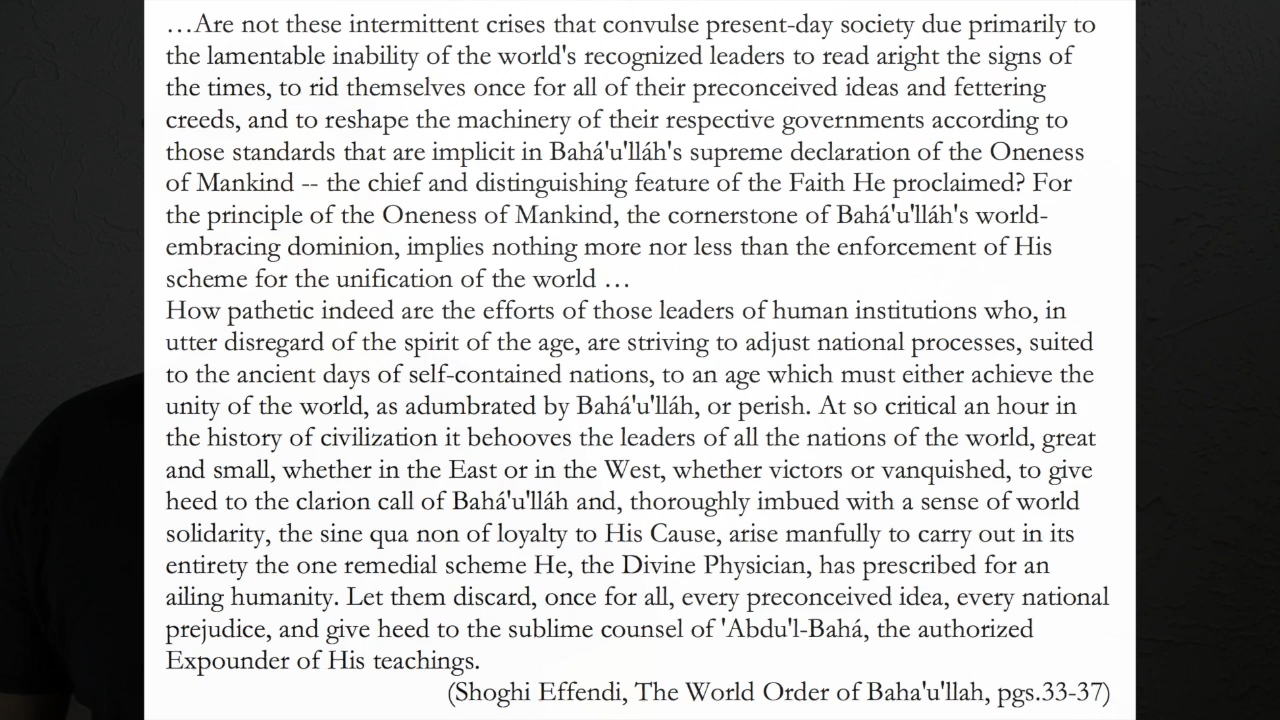 …Are not these intermittent crises that convulse present-day society due primarily to
the lamentable inability of the world's recognized leaders to read aright the signs of
the times, to rid themselves once for all of their preconceived ideas and fettering
creeds, and to reshape the machinery of their respective governments according to
those standards that are implicit in Bahá'u'lláh's supreme declaration of the Oneness
of Mankind -- the chief and distinguishing feature of the Faith He proclaimed? For
the principle of the Oneness of Mankind, the cornerstone of Bahá'u'lláh's world-
embracing dominion, implies nothing more nor less than the enforcement of His
scheme for the unification of the world …
How pathetic indeed are the efforts of those leaders of human institutions who, in
utter disregard of the spirit of the age, are striving to adjust national processes, suited
to the ancient days of self-contained nations, to an age which must either achieve the
unity of the world, as adumbrated by Bahá'u'lláh, or perish. At so critical an hour in
the history of civilization it behooves the leaders of all the nations of the world, great
and small, whether in the East or in the West, whether victors or vanquished, to give
heed to the clarion call of Bahá'u'lláh and, thoroughly imbued with a sense of world
solidarity, the sine qua non of loyalty to His Cause, arise manfully to carry out in its
entirety the one remedial scheme He, the Divine Physician, has prescribed for an
ailing humanity. Let them discard, once for all, every preconceived idea, every national
prejudice, and give heed to the sublime counsel of 'Abdu'l-Bahá, the authorized
Expounder of His teachings.
(Shoghi Effendi, The World Order of Baha'u'llah, pgs.33-37)